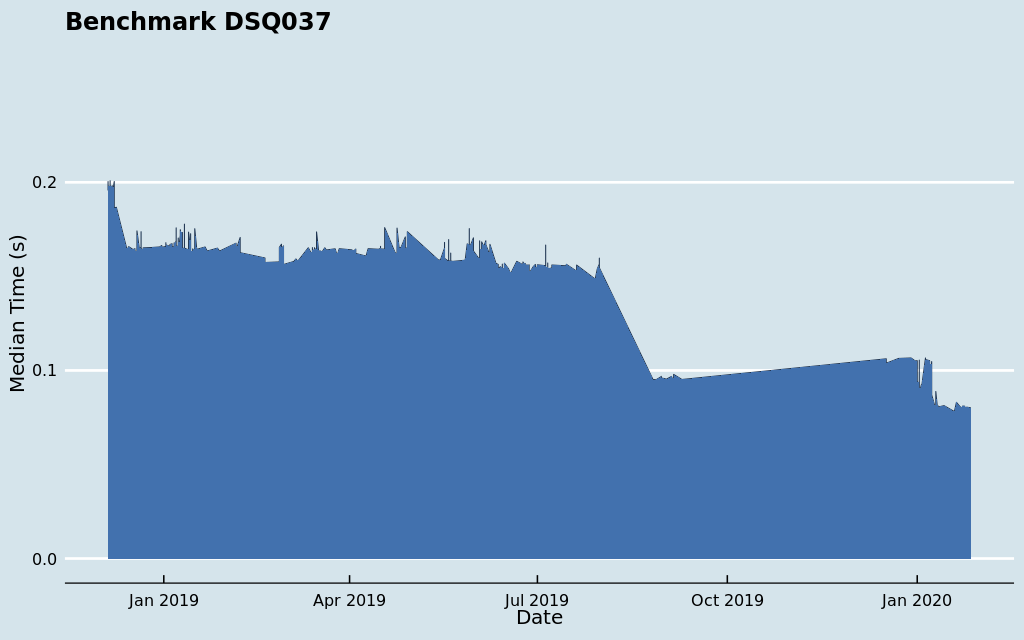 Benchmark DSQ037
Median Time (s)
0.2
0.1
0.0
Jan 2019
Apr 2019
Jul 2019
Oct 2019
Jan 2020
Date